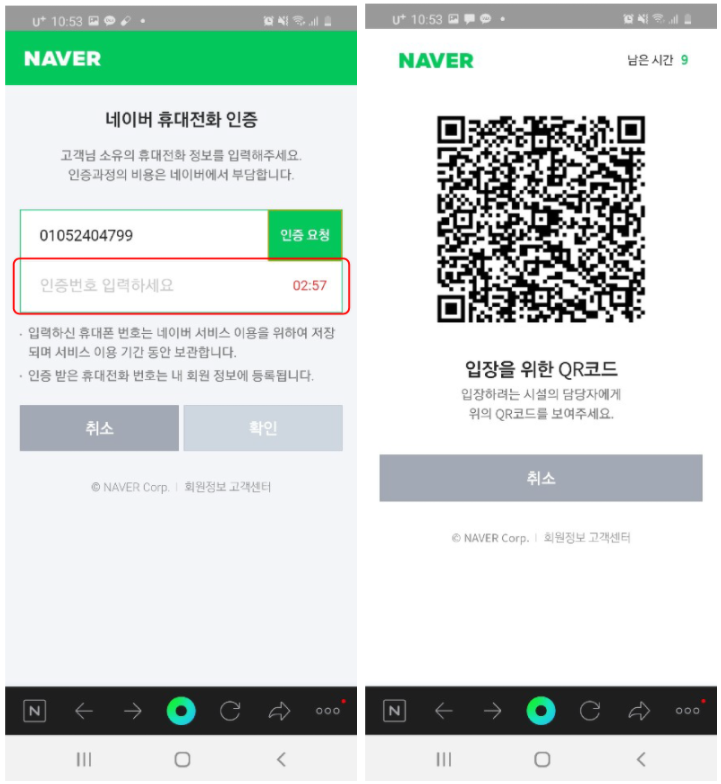 U+ 10:53
NAVER
네이버 휴대전화 인증
고객님 소유의 휴대전화 정보를 입력해주세요.
인증과정의 비용은 네이버에서 부담합니다.
01052404799 인증 요청
인증번호 입력하세요 02:57
· 입력하신 휴대폰 번호는 네이버 서비스 이용을 위하여 저장
되며 서비스 이용 기간 동안 보관합니다.
· 인증 받은 휴대전화 번호는 내 회원 정보에 등록됩니다.
취소 확인
© NAVER Corp. | 회원정보 고객센터
N
U+ 10:53
NAVER 남은 시간 9
입장을 위한 QR코드
입장하려는 시설의 담당자에게
위의 QR코드를 보여주세요.
취소
© NAVER Corp. | 회원정보 고객센터
N